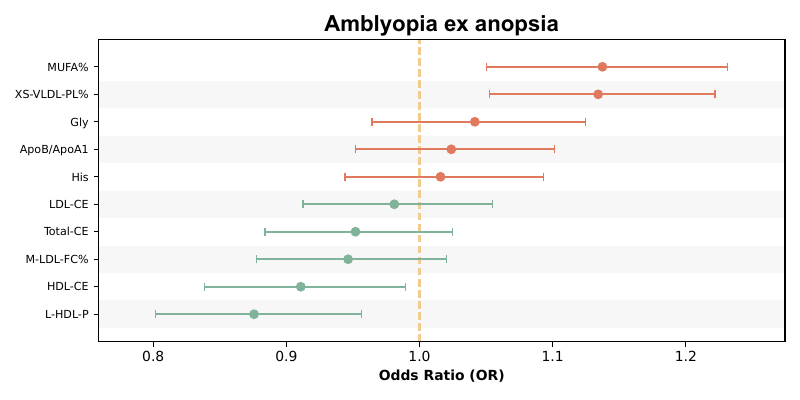 Amblyopia ex anopsia
MUFA%
XS-VLDL-PL%
Gly
ApoB/ApoA1
His
LDL-CE
Total-CE
M-LDL-FC%
HDL-CE
L-HDL-P
0.8 0.9 1.0 1.1 1.2
Odds Ratio (OR)